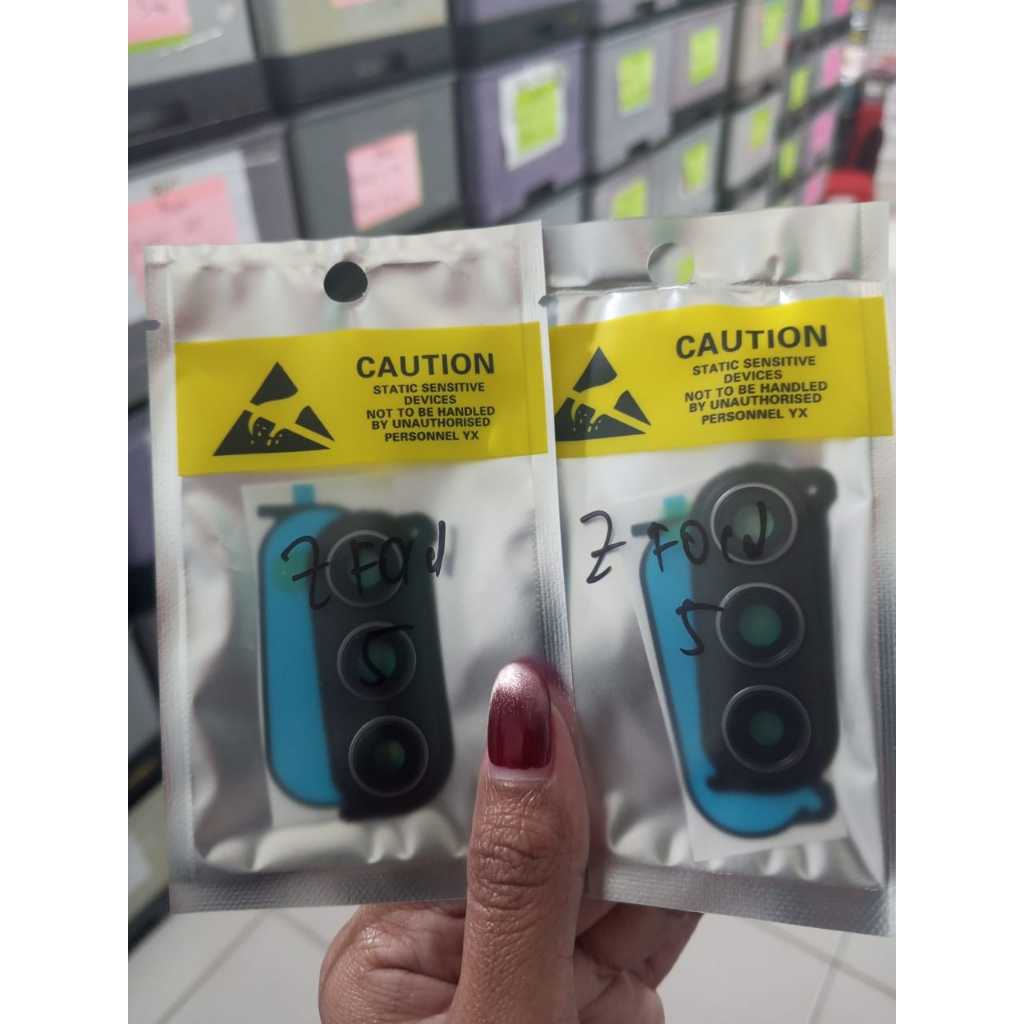 CAUTION
STATIC SENSITIVE
DEVICES
NOT TO BE HANDLED
BY UNAUTHORISED
PERSONNEL YX
Z FOld
5
CAUTION
STATIC SENSITIVE
DEVICES
NOT TO BE HANDLED
BY UNAUTHORISED
PERSONNEL YX
Z FOld
5